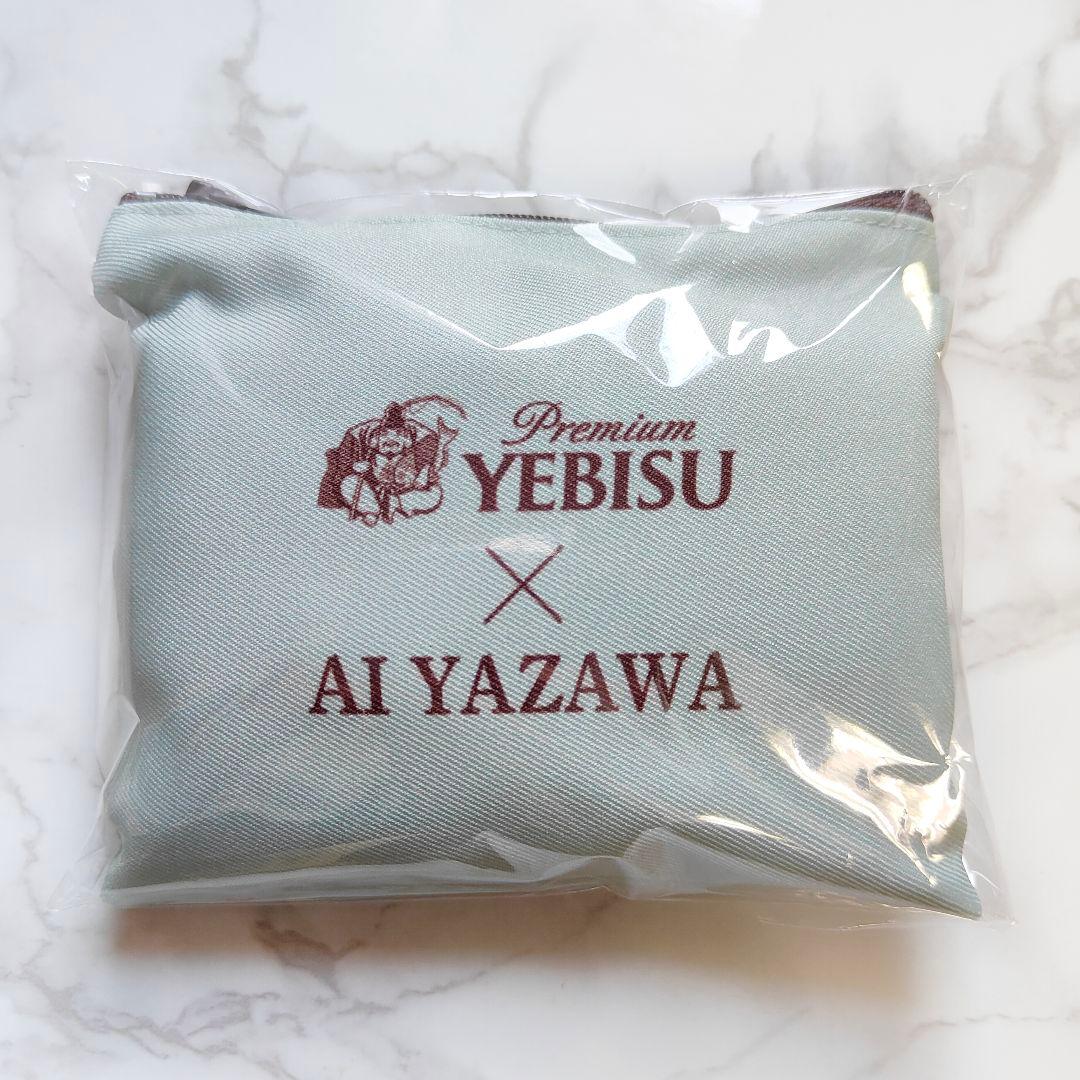 Premium
YEBISU
×
AI YAZAWA